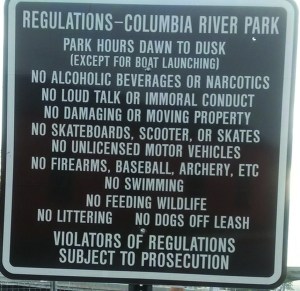 REGULATIONS-COLUMBIA RIVER PARK
PARK HOURS DAWN TO DUSK
(EXCEPT FOR BOAT LAUNCHING)
NO ALCOHOLIC BEVERAGES OR NARCOTICS
NO LOUD TALK OR IMMORAL CONDUCT
NO DAMAGING OR MOVING PROPERTY
NO SKATEBOARDS, SCOOTER, OR SKATES
NO UNLICENSED MOTOR VEHICLES
NO FIREARMS, BASEBALL, ARCHERY, ETC
NO SWIMMING
NO FEEDING WILDLIFE
NO LITTERING NO DOGS OFF LEASH
VIOLATORS OF REGULATIONS
SUBJECT TO PROSECUTION